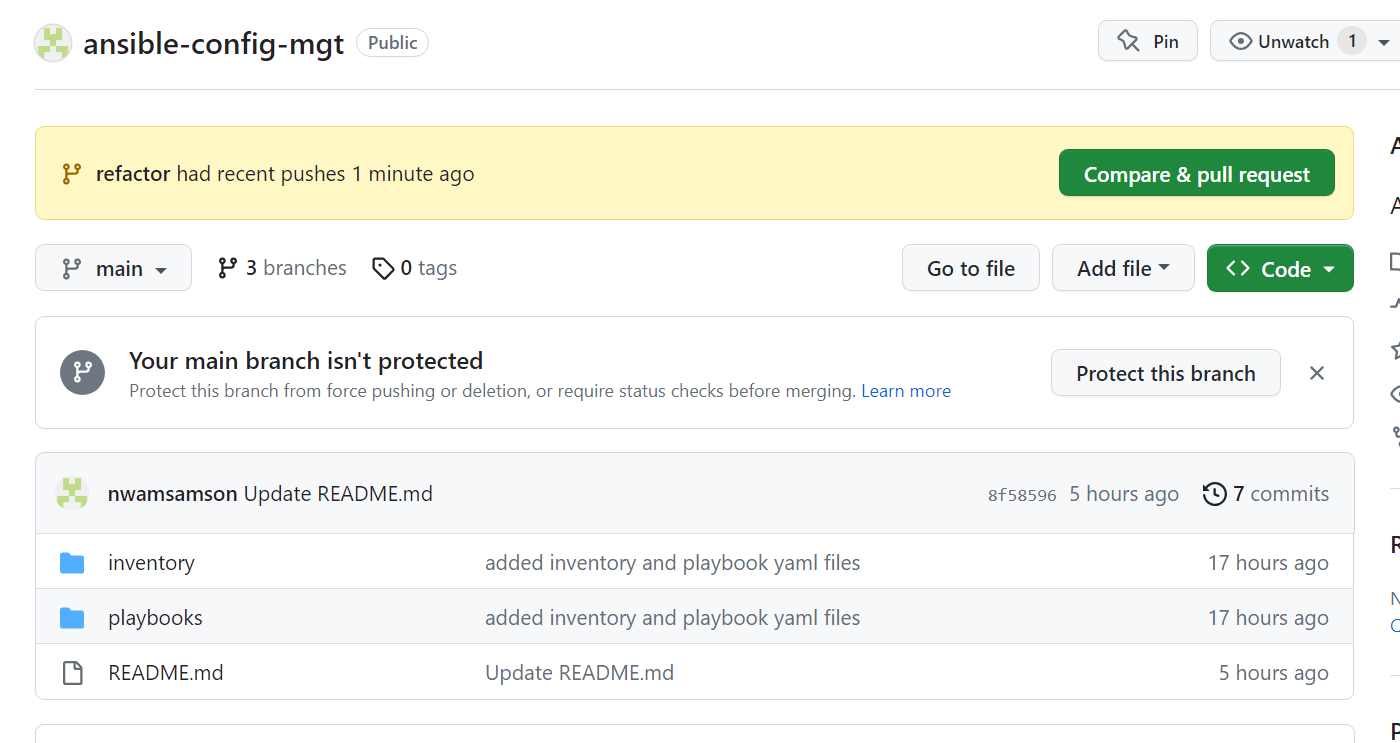 ansible-config-mgt Public Pin Unwatch 1
refactor had recent pushes 1 minute ago Compare & pull request
main 3 branches 0 tags Go to file Add file Code
Your main branch isn't protected
Protect this branch from force pushing or deletion, or require status checks before merging. Learn more Protect this branch
nwamsamson Update README.md 8f58596 5 hours ago 7 commits
inventory added inventory and playbook yaml files 17 hours ago
playbooks added inventory and playbook yaml files 17 hours ago
README.md Update README.md 5 hours ago